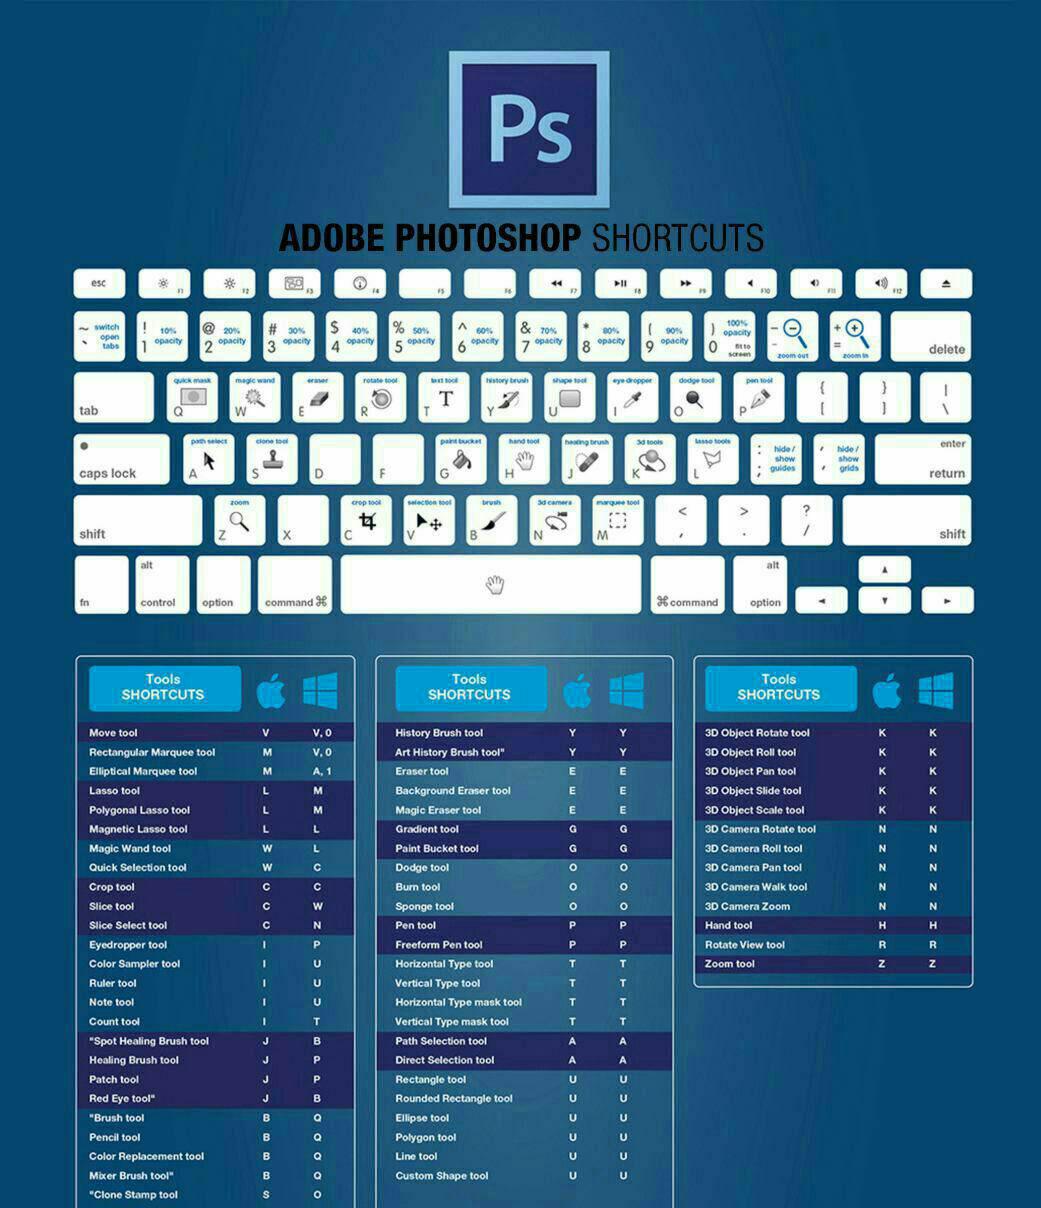 Ps
ADOBE PHOTOSHOP SHORTCUTS
esc F1 F2 F3 F4 F5 F6 F7 F8 F9 F10 F11 F12
~ ` switch open tabs
! 1 10% opacity
@ 2 20% opacity
# 3 30% opacity
$ 4 40% opacity
% 5 50% opacity
^ 6 60% opacity
& 7 70% opacity
* 8 80% opacity
( 9 90% opacity
) 0 100% opacity fit to screen
- - zoom out
+ = zoom in
delete
tab
quick mask Q
magic wand W
eraser E
rotate tool R
text tool T
history brush Y
shape tool U
eye dropper I
dodge tool O
pen tool P
{ [
} ]
| \
caps lock
path select A
clone tool S
D
F
paint bucket G
hand tool H
healing brush J
3d tools K
lasso tools L
: ; hide / show guides
' hide / show grids
enter return
shift
zoom Z
X
crop tool C
selection tool V
brush B
3d camera N
marquee tool M
< ,
> .
? /
shift
fn
alt control
option
command ⌘
⌘ command
alt option
Tools
SHORTCUTS
Move tool V V, 0
Rectangular Marquee tool M V, 0
Elliptical Marquee tool M A, 1
Lasso tool L M
Polygonal Lasso tool L M
Magnetic Lasso tool L L
Magic Wand tool W L
Quick Selection tool W C
Crop tool C C
Slice tool C W
Slice Select tool C N
Eyedropper tool I P
Color Sampler tool I U
Ruler tool I U
Note tool I U
Count tool I T
"Spot Healing Brush tool J B
Healing Brush tool J P
Patch tool J P
Red Eye tool" J B
"Brush tool B Q
Pencil tool B Q
Color Replacement tool B Q
Mixer Brush tool" B Q
"Clone Stamp tool S O
Tools
SHORTCUTS
History Brush tool Y Y
Art History Brush tool" Y Y
Eraser tool E E
Background Eraser tool E E
Magic Eraser tool E E
Gradient tool G G
Paint Bucket tool G G
Dodge tool O O
Burn tool O O
Sponge tool O O
Pen tool P P
Freeform Pen tool P P
Horizontal Type tool T T
Vertical Type tool T T
Horizontal Type mask tool T T
Vertical Type mask tool T T
Path Selection tool A A
Direct Selection tool A A
Rectangle tool U U
Rounded Rectangle tool U U
Ellipse tool U U
Polygon tool U U
Line tool U U
Custom Shape tool U U
Tools
SHORTCUTS
3D Object Rotate tool K K
3D Object Roll tool K K
3D Object Pan tool K K
3D Object Slide tool K K
3D Object Scale tool K K
3D Camera Rotate tool N N
3D Camera Roll tool N N
3D Camera Pan tool N N
3D Camera Walk tool N N
3D Camera Zoom N N
Hand tool H H
Rotate View tool R R
Zoom tool Z Z